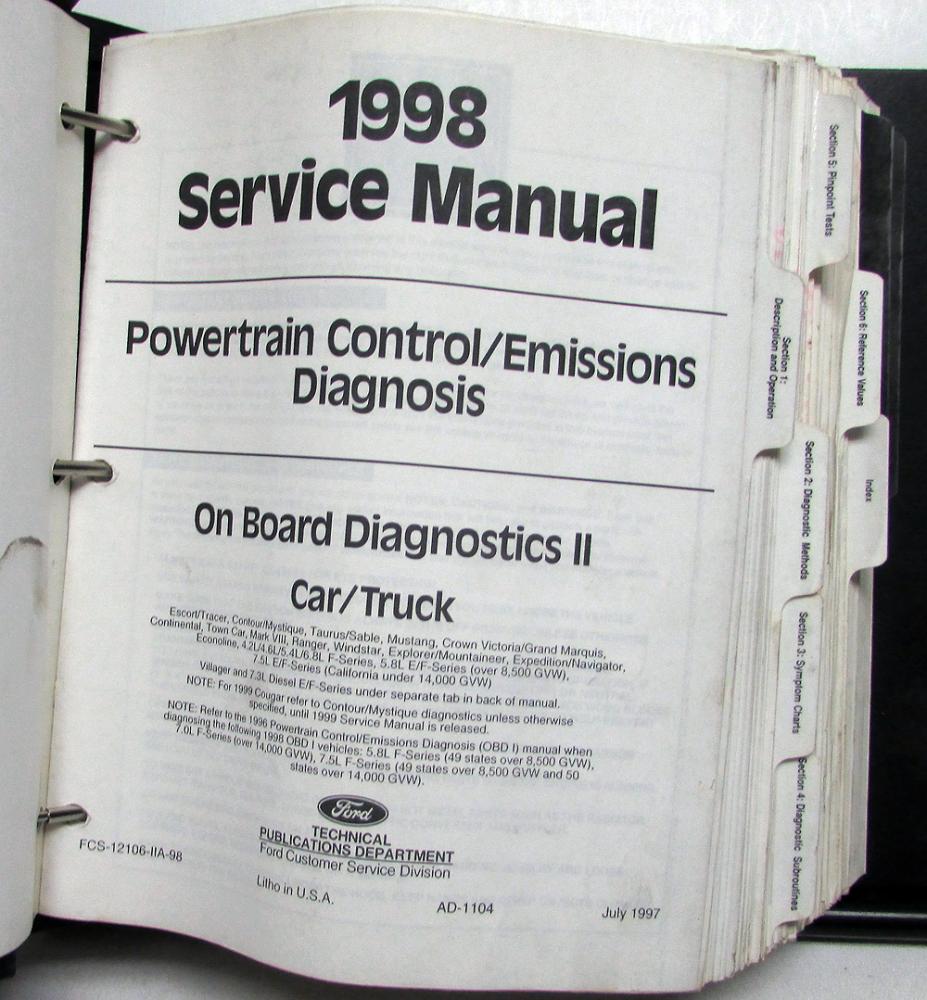 1998
Service Manual
Powertrain Control/Emissions
Diagnosis
On Board Diagnostics II
Car/Truck
Escort/Tracer, Contour/Mystique, Taurus/Sable, Mustang, Crown Victoria/Grand Marquis,
Continental, Town Car, Mark VIII, Ranger, Windstar, Explorer/Mountaineer, Expedition/Navigator,
Econoline, 4.2L/4.6L/5.4L/6.8L F-Series, 5.8L E/F-Series (over 8,500 GVW),
7.5L E/F-Series (California under 14,000 GVW)
Villager and 7.3L Diesel E/F-Series under separate tab in back of manual.
NOTE: For 1999 Cougar refer to Contour/Mystique diagnostics unless otherwise
specified, until 1999 Service Manual is released.
NOTE: Refer to the 1996 Powertrain Control/Emissions Diagnosis (OBD I) manual when
diagnosing the following 1998 OBD I vehicles: 5.8L F-Series (49 states over 8,500 GVW),
7.0L F-Series (over 14,000 GVW), 7.5L F-Series (49 states over 8,500 GVW and 50
states over 14,000 GVW).
Ford
TECHNICAL
PUBLICATIONS DEPARTMENT
Ford Customer Service Division
FCS-12106-IIA-98
Litho in U.S.A.
AD-1104
July 1997
Section 5: Pinpoint Tests
Section 1:
Description and Operation
Section 6: Reference Values
Section 2: Diagnostic Methods
Index
Section 3: Symptom Charts
Section 4: Diagnostic Subroutines